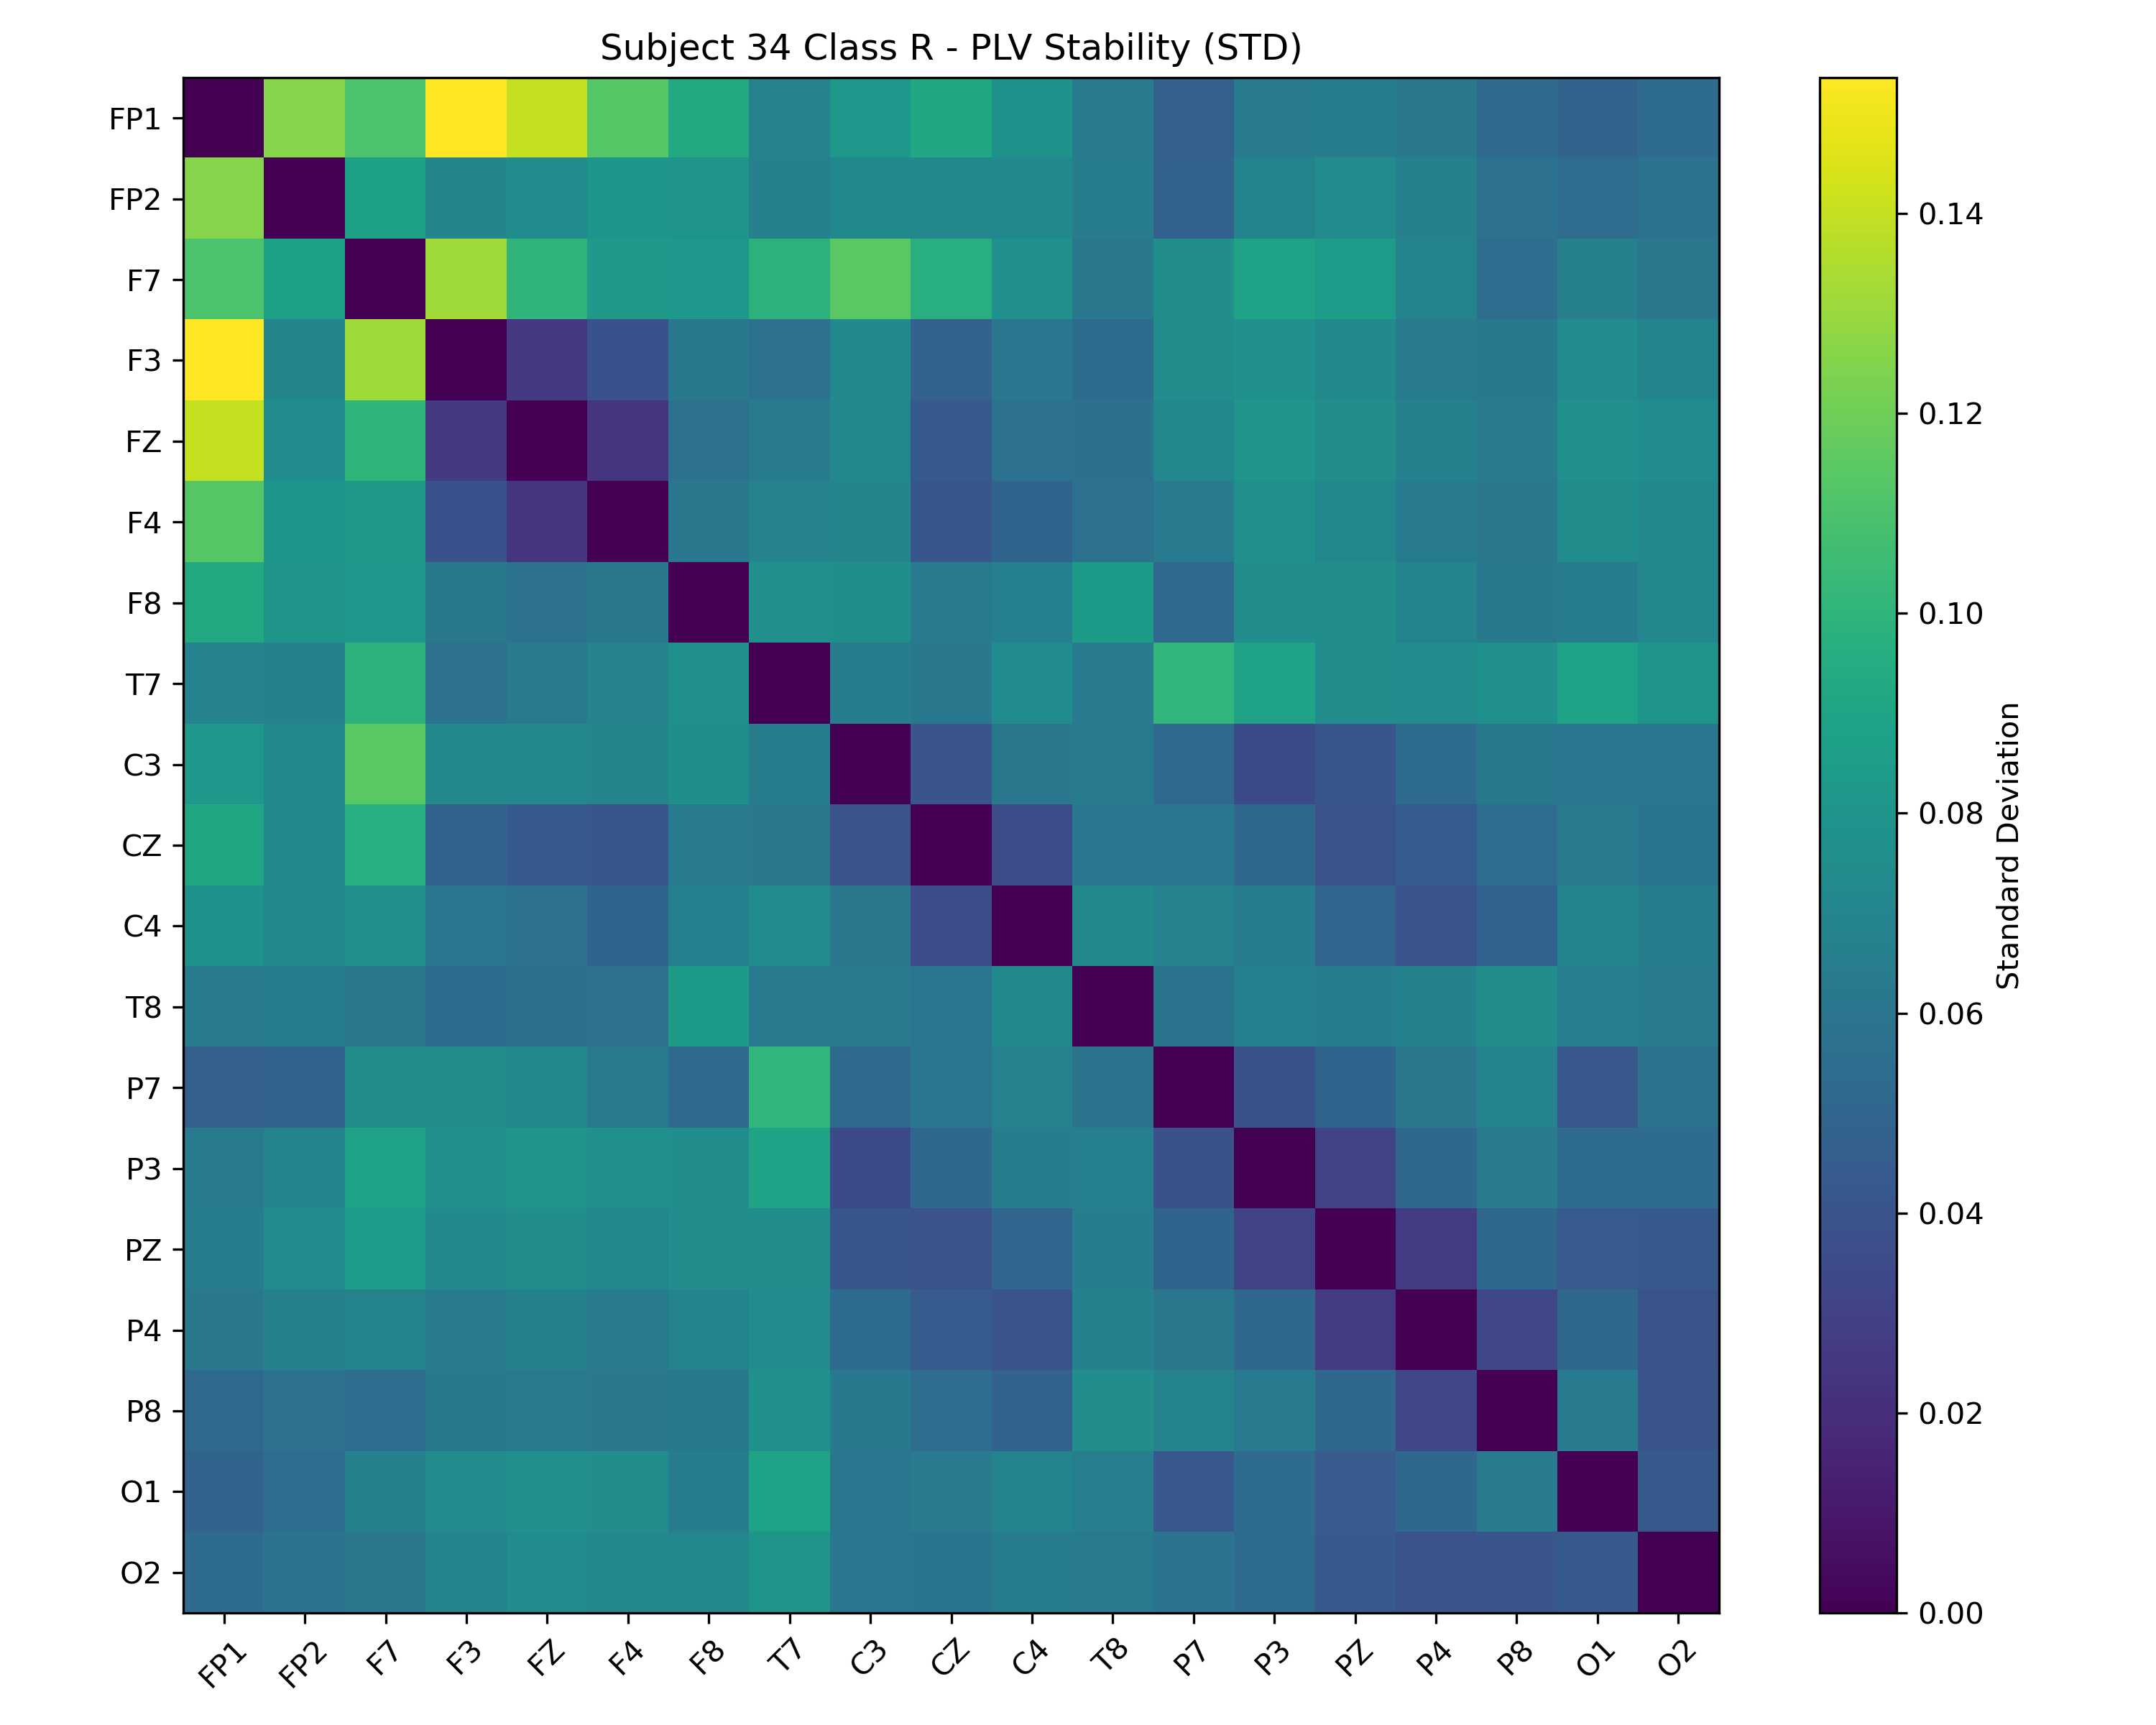 Subject 34 Class R - PLV Stability (STD)
FP1
FP2
F7
F3
FZ
F4
F8
T7
C3
CZ
C4
T8
P7
P3
PZ
P4
P8
O1
O2
FP1 FP2 F7 F3 FZ F4 F8 T7 C3 CZ C4 T8 P7 P3 PZ P4 P8 O1 O2
0.14
0.12
0.10
0.08
0.06
0.04
0.02
0.00
Standard Deviation